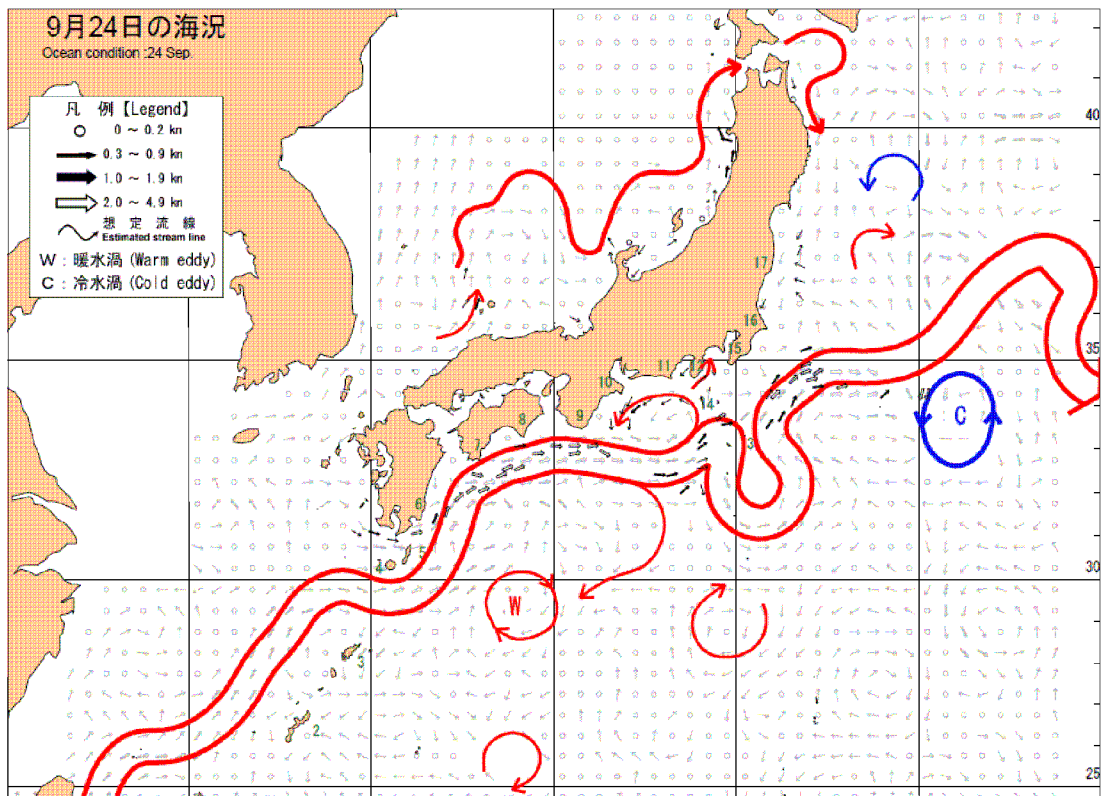 9月24日の海況
Ocean condition :24 Sep.
凡 例【Legend】
0 ～ 0.2 kn
0.3 ～ 0.9 kn
1.0 ～ 1.9 kn
2.0 ～ 4.9 kn
想 定 流 線
Estimated stream line
W : 暖水渦 (Warm eddy)
C : 冷水渦 (Cold eddy)
40
17
16
35
15
11
10
14
9
8
7
C
6
5
4
30
W
3
2
25